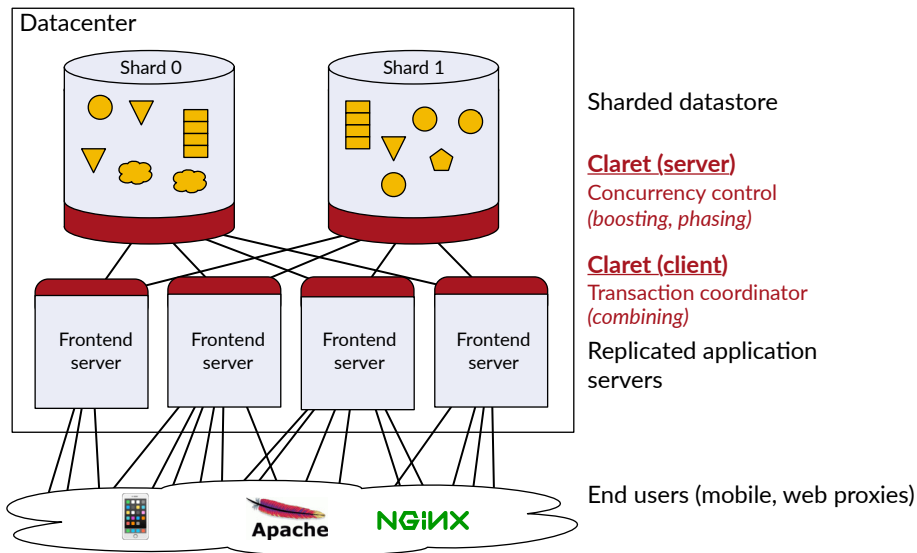 Datacenter
Shard 0
Shard 1
Sharded datastore
Claret (server)
Concurrency control
(boosting, phasing)
Claret (client)
Transaction coordinator
(combining)
Frontend
server
Frontend
server
Frontend
server
Frontend
server
Replicated application
servers
End users (mobile, web proxies)
Apache
NGINX